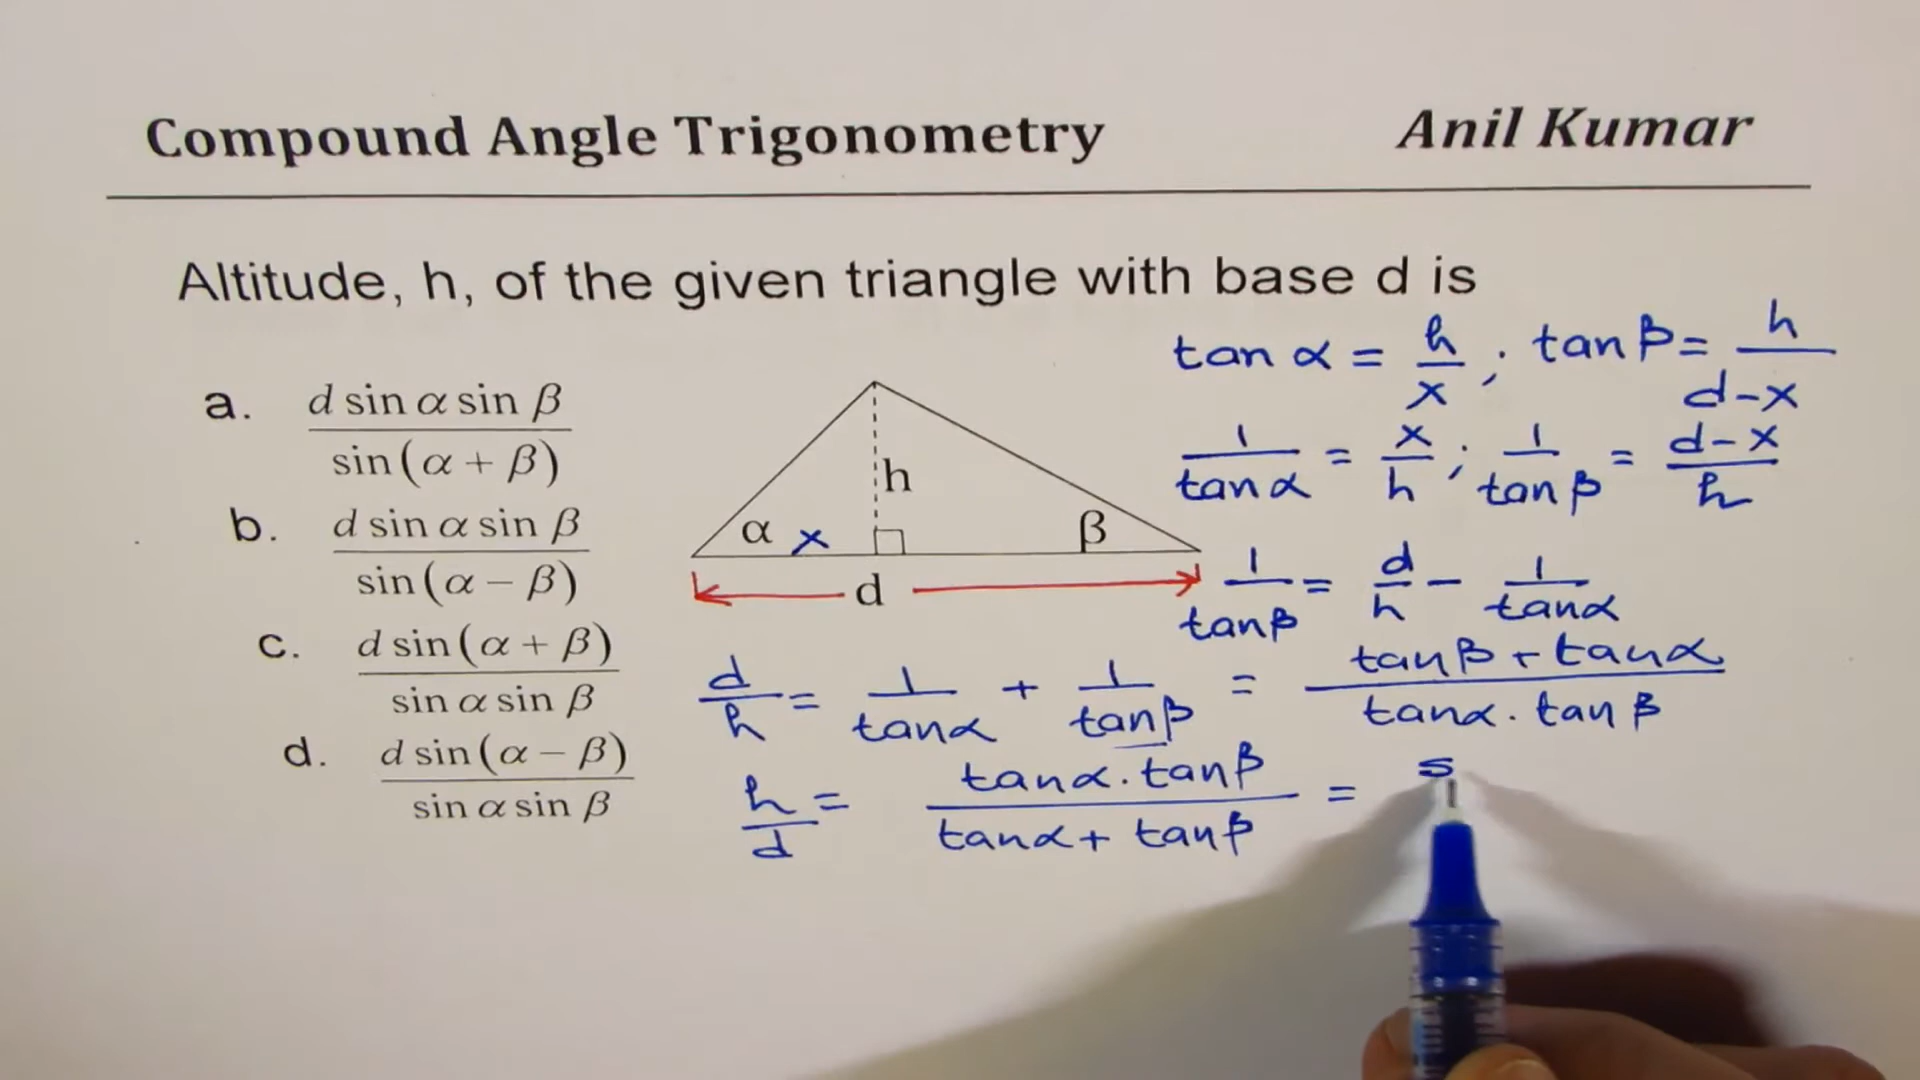 Compound Angle Trigonometry Anil Kumar
Altitude, h, of the given triangle with base d is
tan α = h/x ; tan β = h/(d-x)
a. d sin α sin β / sin(α + β)
1/tan α = x/h ; 1/tan β = (d-x)/h
h
b. d sin α sin β / sin(α − β)
α x β
d
1/tan β = d/h - 1/tan α
c. d sin(α + β) / sin α sin β
d/h = 1/tan α + 1/tan β = (tan β + tan α)/(tan α . tan β)
d. d sin(α − β) / sin α sin β
h/d = (tan α . tan β)/(tan α + tan β) = s